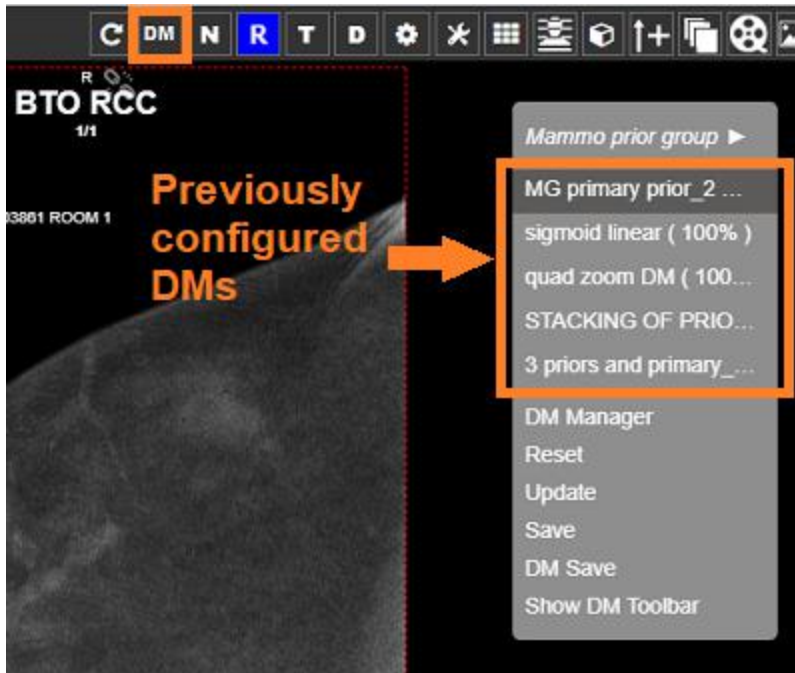 C DM N R T D
R
BTO RCC
1/1
03861 ROOM 1
Previously
configured
DMs
Mammo prior group ►
MG primary prior_2 ...
sigmoid linear ( 100% )
quad zoom DM ( 100...
STACKING OF PRIO...
3 priors and primary_...
DM Manager
Reset
Update
Save
DM Save
Show DM Toolbar